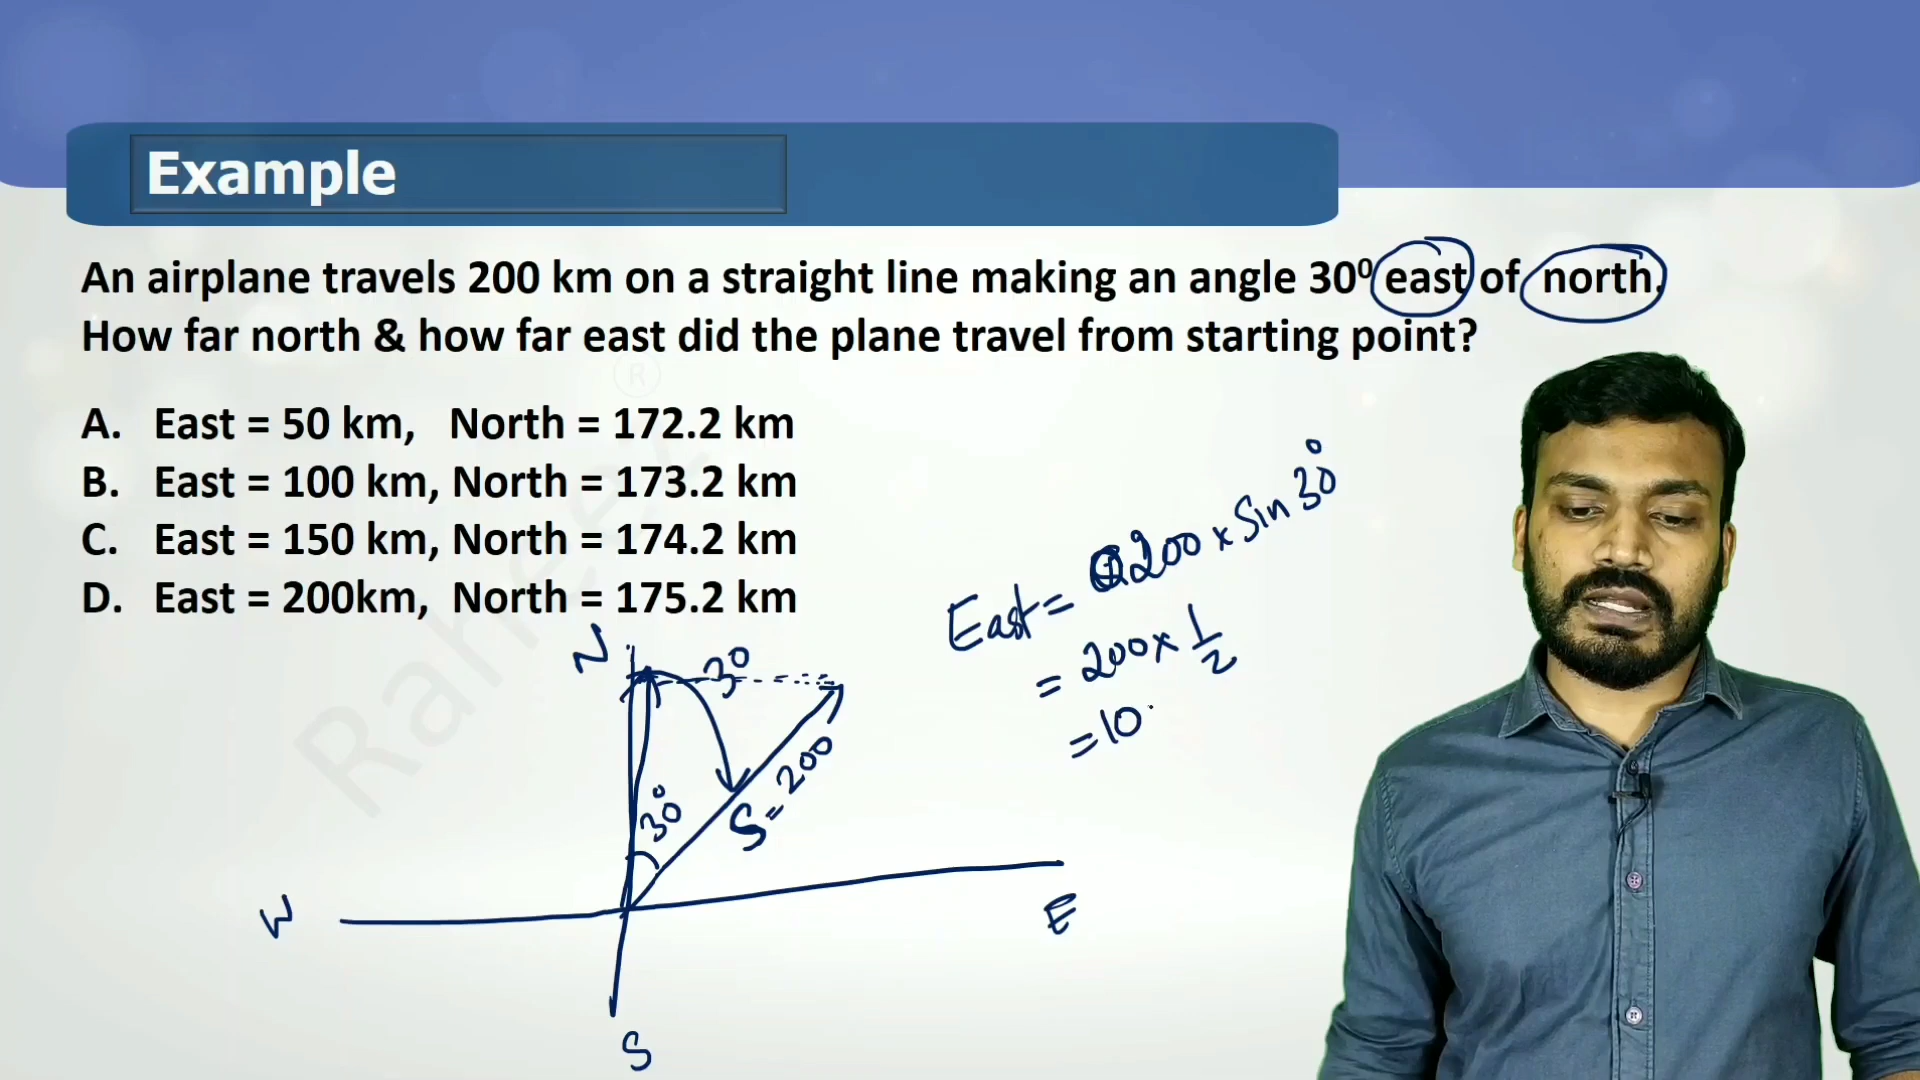 Example
An airplane travels 200 km on a straight line making an angle 30⁰ east of north.
How far north & how far east did the plane travel from starting point?
A. East = 50 km, North = 172.2 km
B. East = 100 km, North = 173.2 km
C. East = 150 km, North = 174.2 km
D. East = 200km, North = 175.2 km
East = 200 × sin 30°
= 200 × 1/2
= 10
N
30
30°
S = 200
W
E
S
®